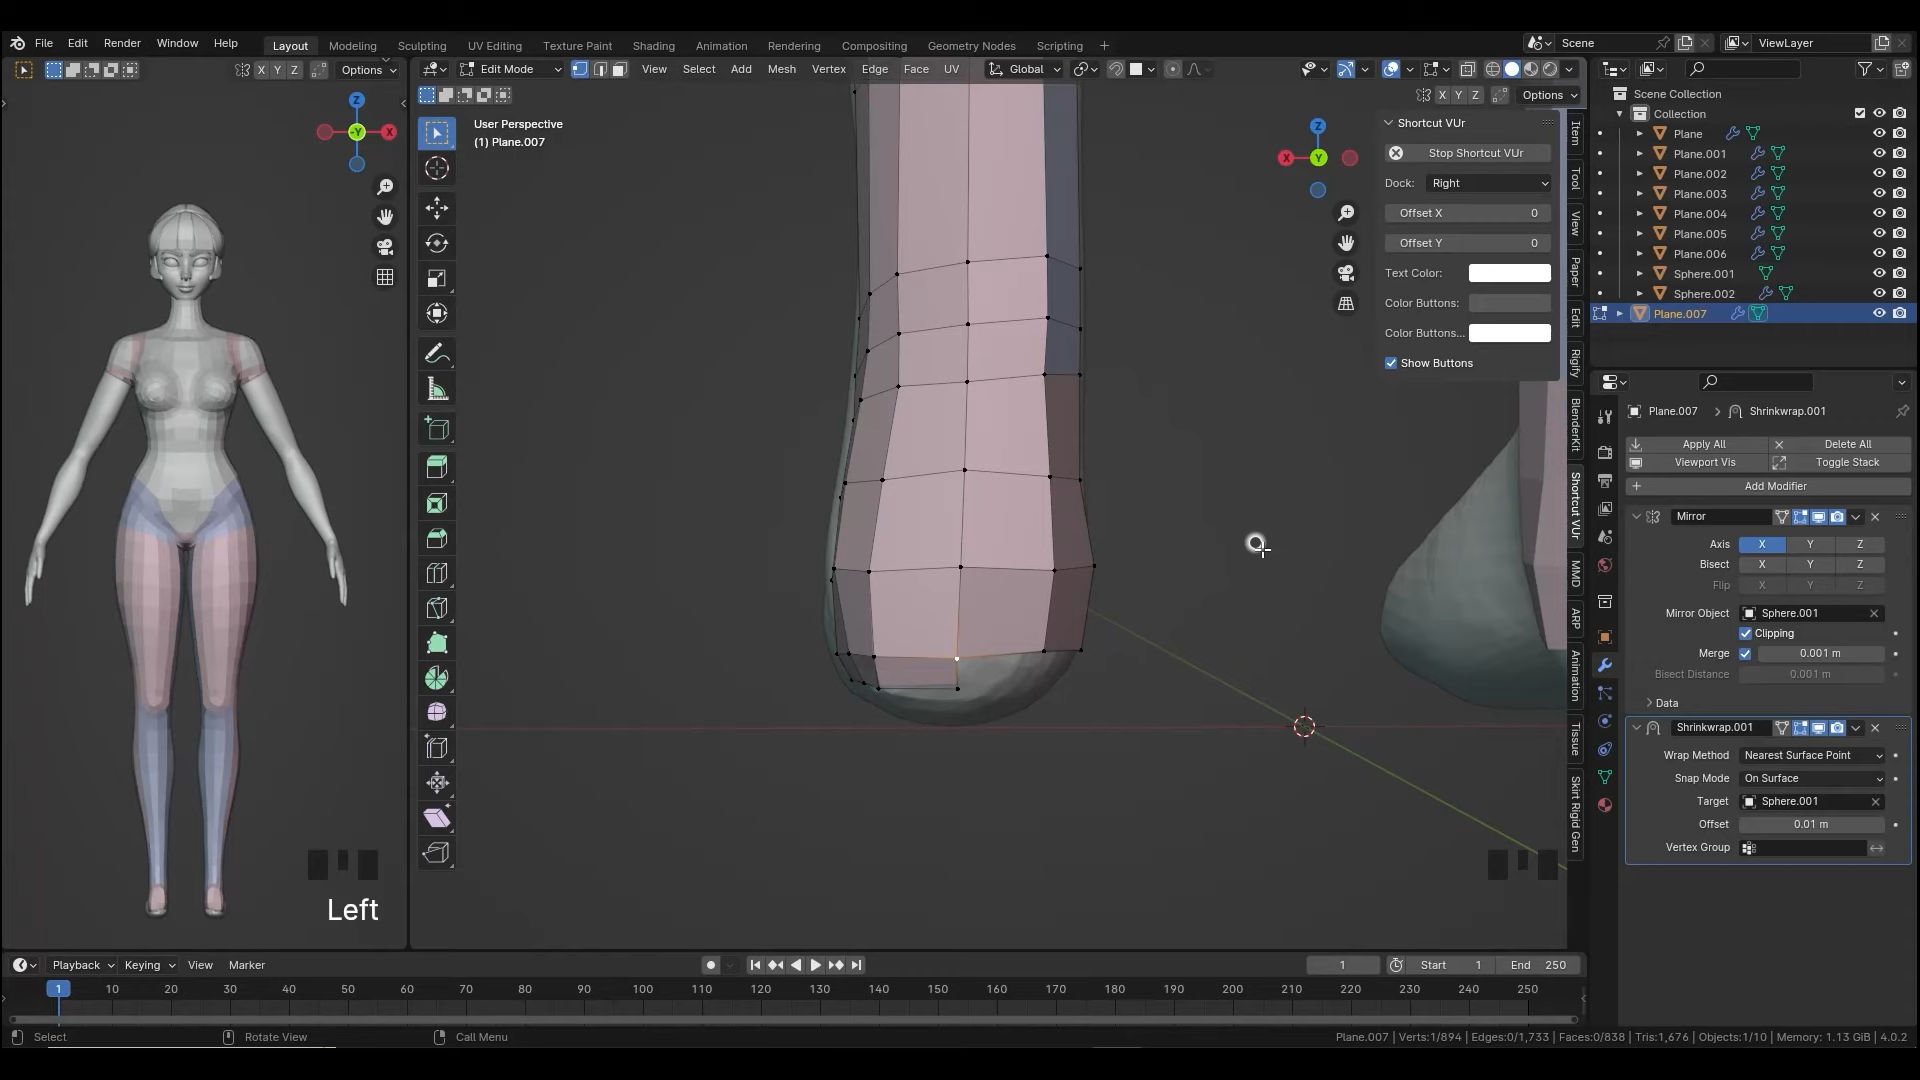 File Edit Render Window Help
Layout Modeling Sculpting UV Editing Texture Paint Shading Animation Rendering Compositing Geometry Nodes Scripting +
Scene
ViewLayer
X Y Z Options
Edit Mode
View Select Add Mesh Vertex Edge Face UV
Global
X Y Z Options
User Perspective
(1) Plane.007
Z
-Y
X
Z
X
Y
Shortcut VUr
Stop Shortcut VUr
Dock: Right
Offset X 0
Offset Y 0
Text Color:
Color Buttons:
Color Buttons...
Show Buttons
Item
Tool
View
Paper
Edit
Rigify
BlenderKit
Shortcut VUr
MMD
ARP
Animation
Tissue
Skirt Rigid Gen
Scene Collection
Collection
Plane
Plane.001
Plane.002
Plane.003
Plane.004
Plane.005
Plane.006
Sphere.001
Sphere.002
Plane.007
Plane.007 > Shrinkwrap.001
Apply All Delete All
Viewport Vis Toggle Stack
Add Modifier
Mirror
Axis X Y Z
Bisect X Y Z
Flip X Y Z
Mirror Object Sphere.001
Clipping
Merge 0.001 m
Bisect Distance 0.001 m
Data
Shrinkwrap.001
Wrap Method Nearest Surface Point
Snap Mode On Surface
Target Sphere.001
Offset 0.01 m
Vertex Group
Left
Playback Keying View Marker
1 Start 1 End 250
1 10 20 30 40 50 60 70 80 90 100 110 120 130 140 150 160 170 180 190 200 210 220 230 240 250
Select Rotate View Call Menu
Plane.007 | Verts:1/894 | Edges:0/1,733 | Faces:0/838 | Tris:1,676 | Objects:1/10 | Memory: 1.13 GiB | 4.0.2